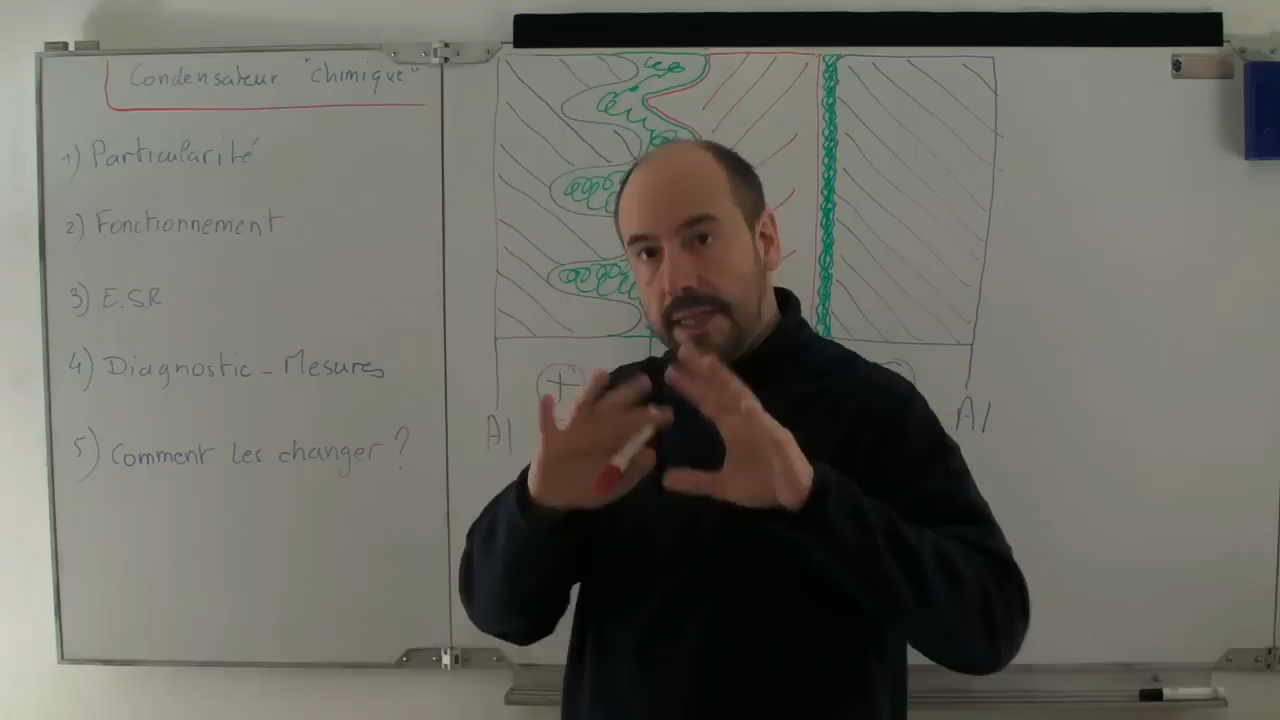 Condensateur "chimique"
1) Particularité
2) Fonctionnement
3) E.S.R
4) Diagnostic - Mesures
5) Comment les changer ?
+
Al
Al